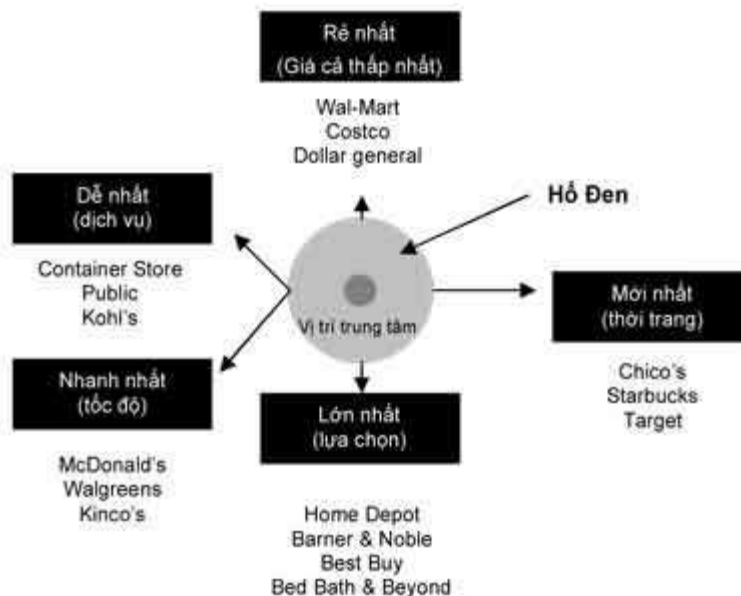 Rẻ nhất
(Giá cả thấp nhất)
Wal-Mart
Costco
Dollar general
Hố Đen
Dễ nhất
(dịch vụ)
Container Store
Public
Kohl's
Vị trí trung tâm
Mới nhất
(thời trang)
Chico's
Starbucks
Target
Nhanh nhất
(tốc độ)
McDonald's
Walgreens
Kinco's
Lớn nhất
(lựa chọn)
Home Depot
Barner & Noble
Best Buy
Bed Bath & Beyond